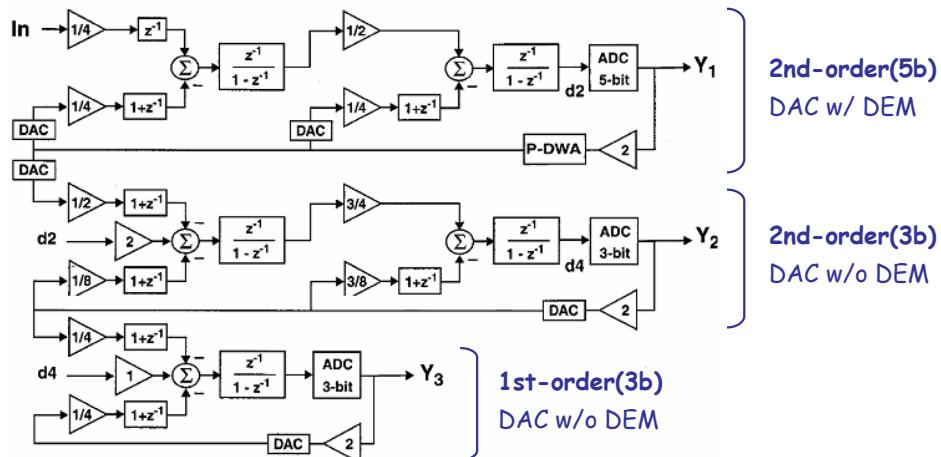 In
1/4
z⁻¹
Σ
−
z⁻¹
1 - z⁻¹
1/2
Σ
−
z⁻¹
1 - z⁻¹
d2
ADC
5-bit
Y₁
1/4
1+z⁻¹
1/4
1+z⁻¹
DAC
DAC
P-DWA
2
2nd-order(5b)
DAC w/ DEM
DAC
1/2
1+z⁻¹
−
d2
2
Σ
−
z⁻¹
1 - z⁻¹
3/4
Σ
−
z⁻¹
1 - z⁻¹
d4
ADC
3-bit
Y₂
1/8
1+z⁻¹
3/8
1+z⁻¹
DAC
2
2nd-order(3b)
DAC w/o DEM
1/4
1+z⁻¹
−
d4
1
Σ
−
z⁻¹
1 - z⁻¹
ADC
3-bit
Y₃
1/4
1+z⁻¹
DAC
2
1st-order(3b)
DAC w/o DEM